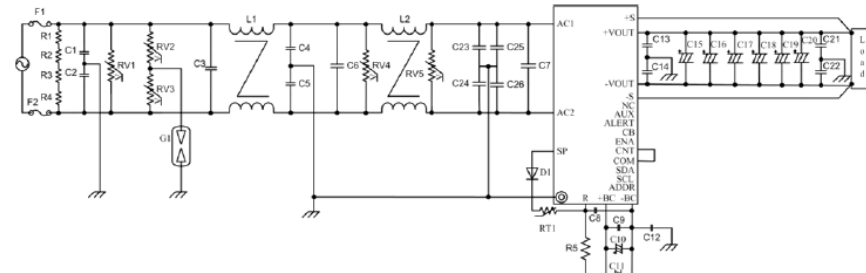 F1
R1
R2
R3
R4
F2
C1
C2
RV1
RV2
RV3
G1
C3
L1
C4
C5
C6
RV4
L2
RV5
C23
C25
C24
C26
C7
AC1
AC2
SP
D1
RT1
R
+BC
-BC
R5
C8
C9
C10
C11
C12
+S
+VOUT
-VOUT
-S
NC
AUX
ALERT
CB
ENA
CNT
COM
SDA
SCL
ADDR
C13
C14
C15
C16
C17
C18
C19
C20
C21
C22
Load